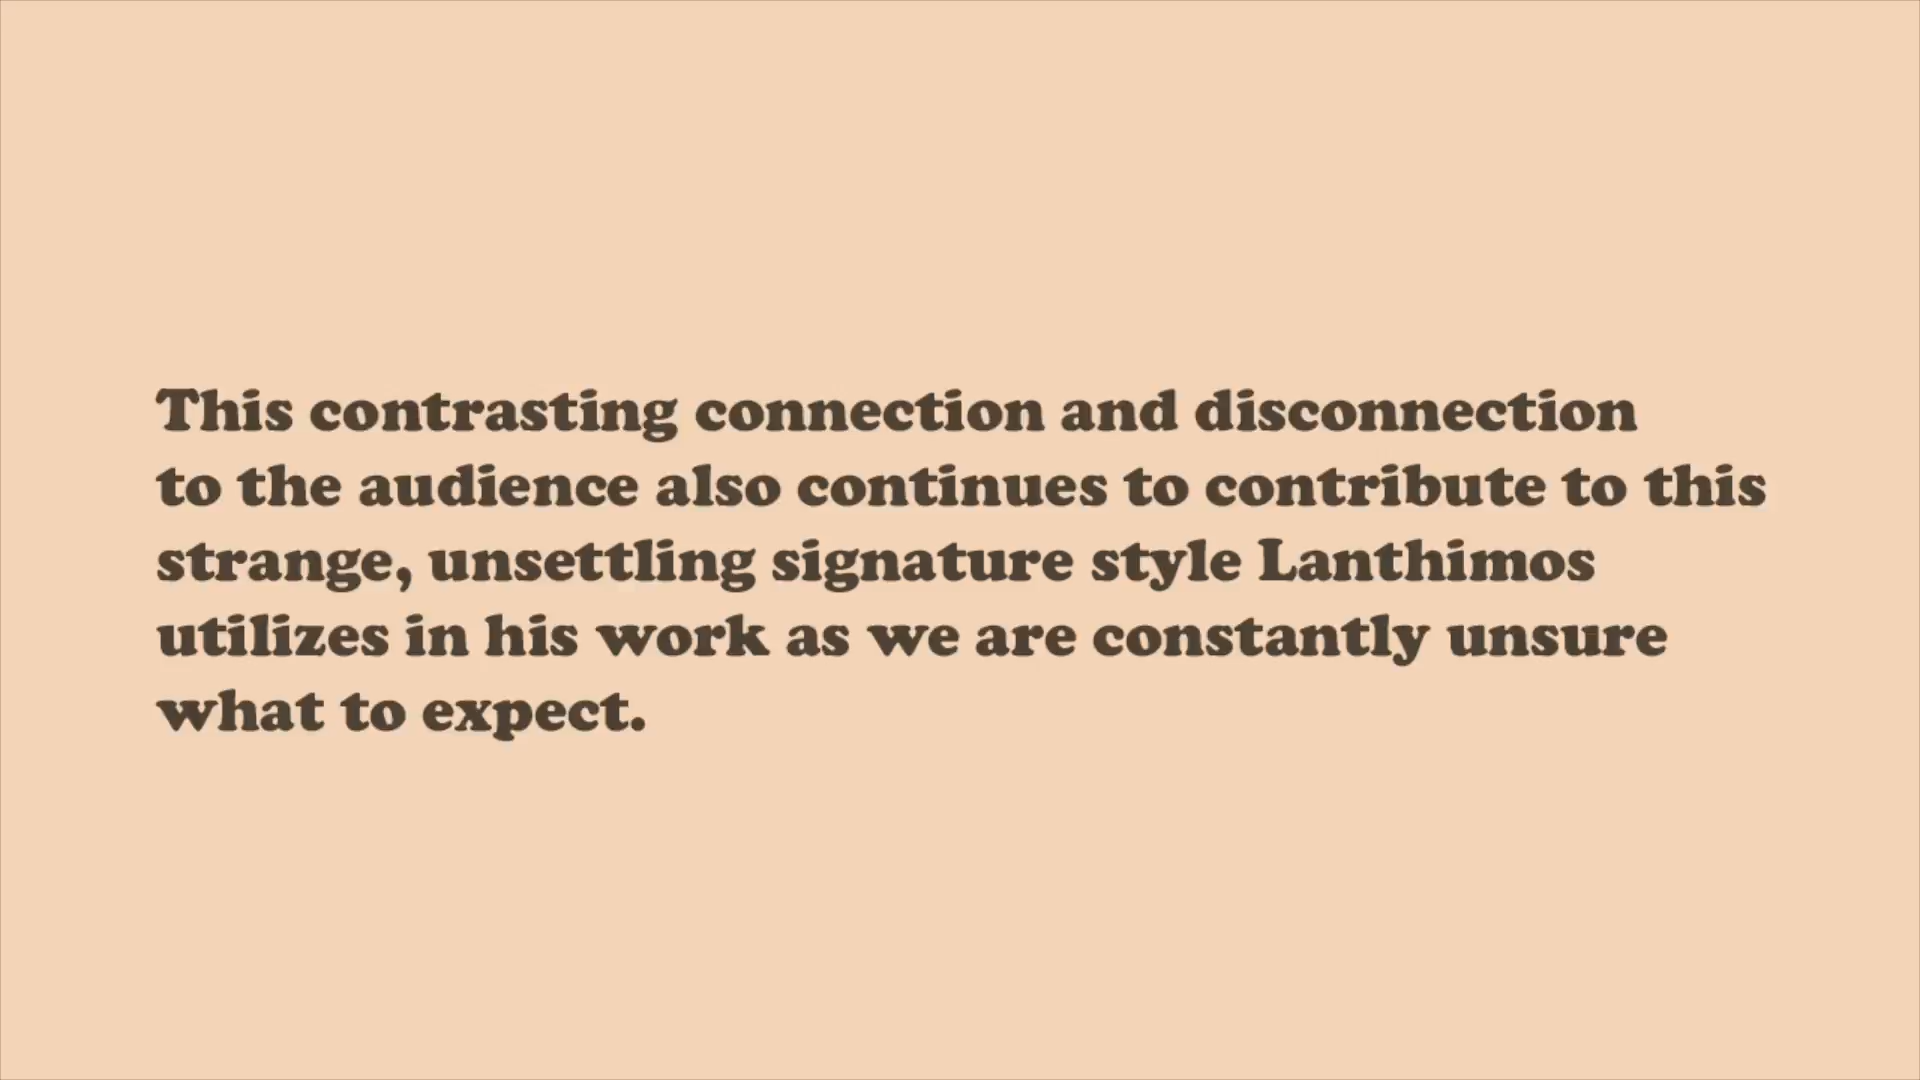 This contrasting connection and disconnection
to the audience also continues to contribute to this
strange, unsettling signature style Lanthimos
utilizes in his work as we are constantly unsure
what to expect.